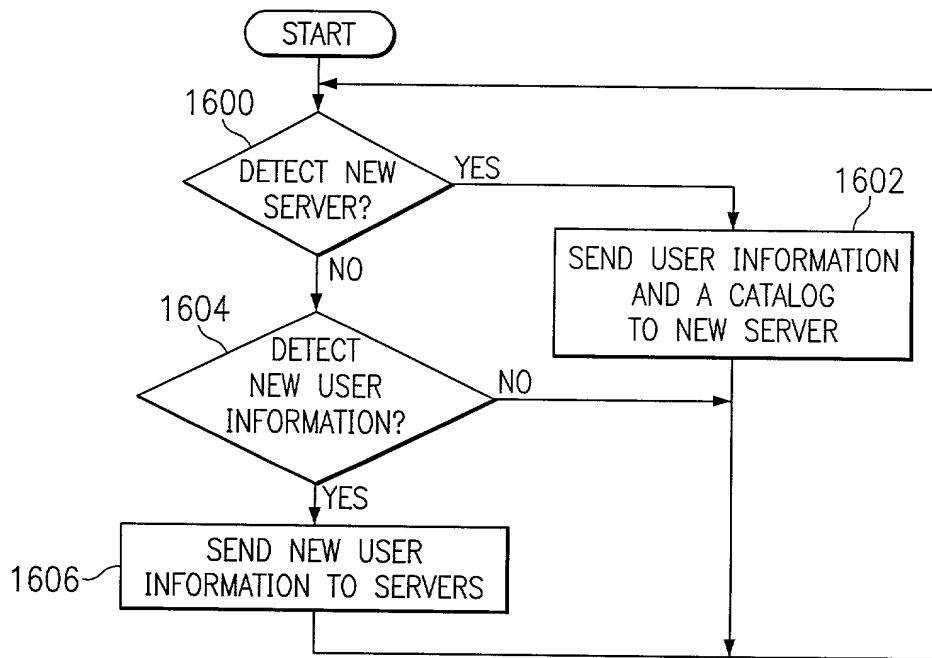 START
1600
DETECT NEW
SERVER?
YES
1602
SEND USER INFORMATION
AND A CATALOG
TO NEW SERVER
NO
1604
DETECT
NEW USER
INFORMATION?
NO
YES
1606
SEND NEW USER
INFORMATION TO SERVERS